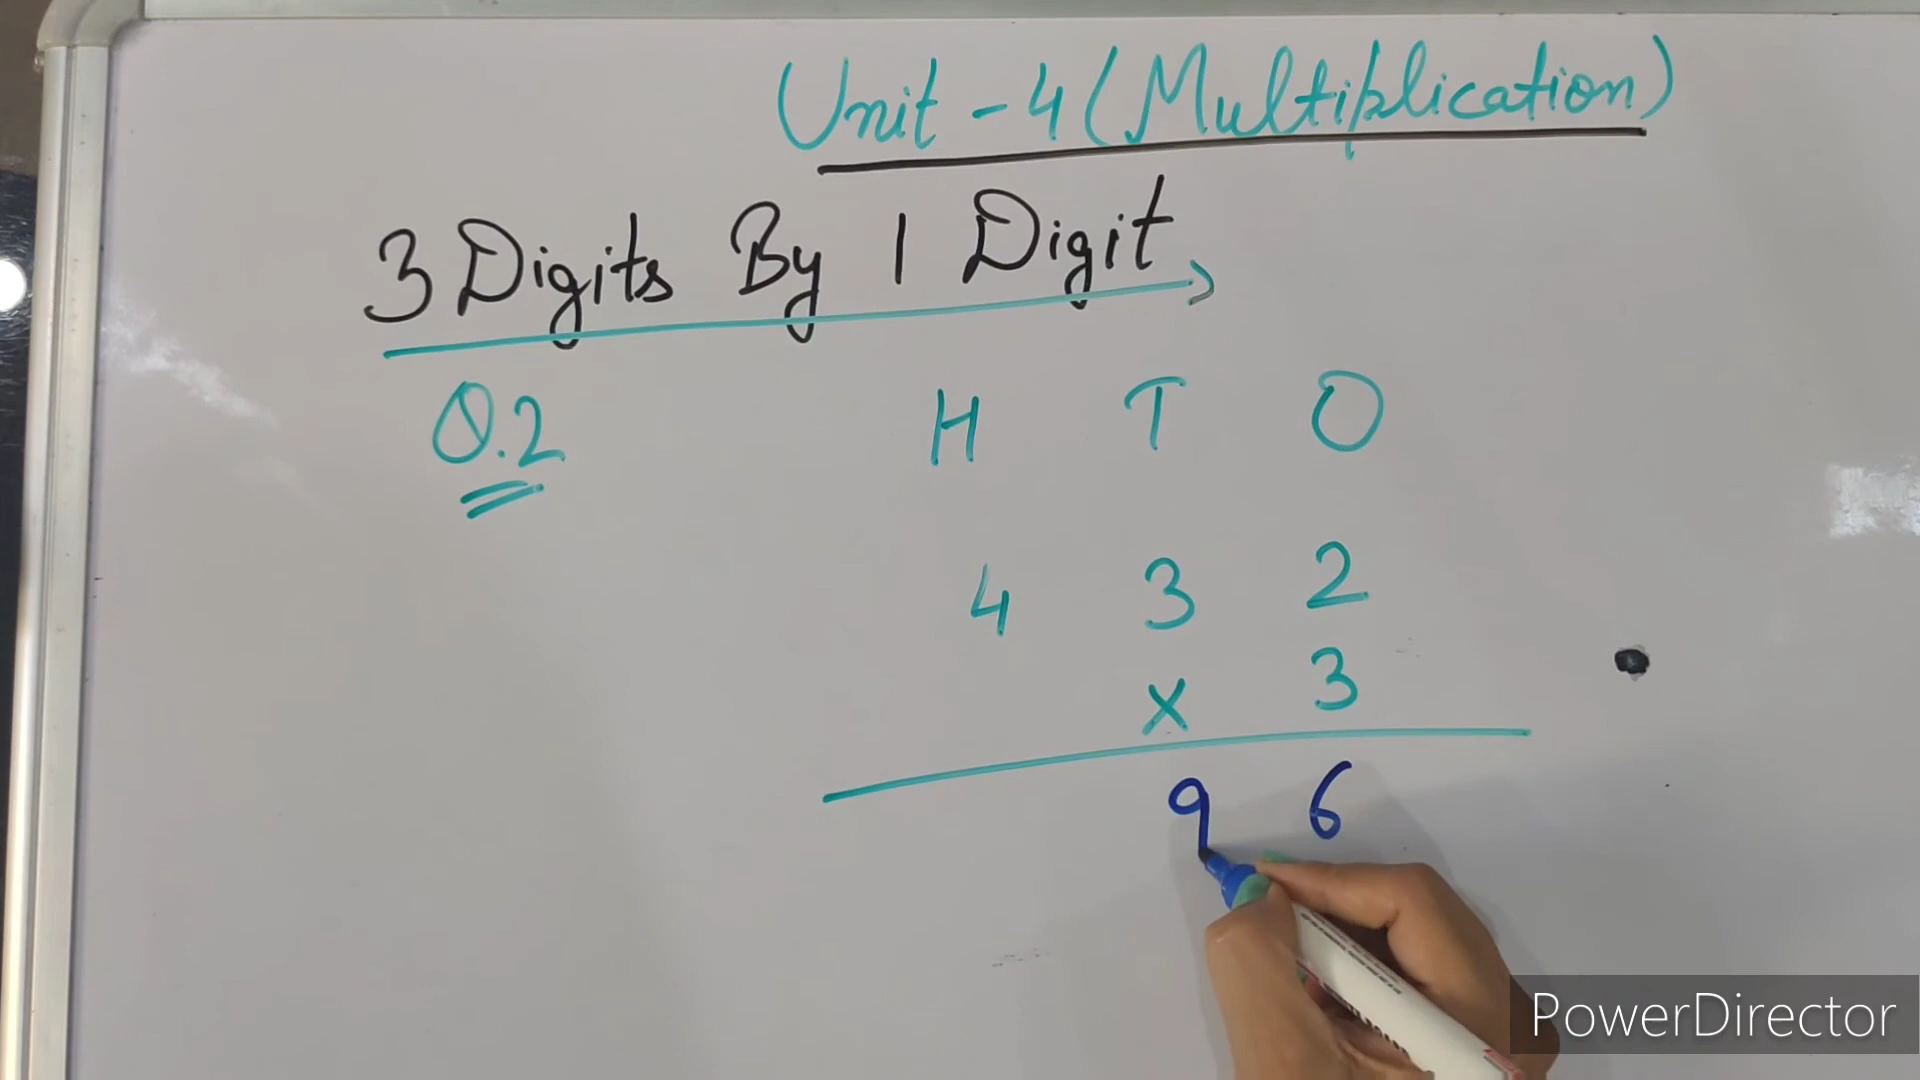 Unit - 4 (Multiplication)
3 Digits By 1 Digit
Q.2 H T O
4 3 2
x 3
9 6
PowerDirector